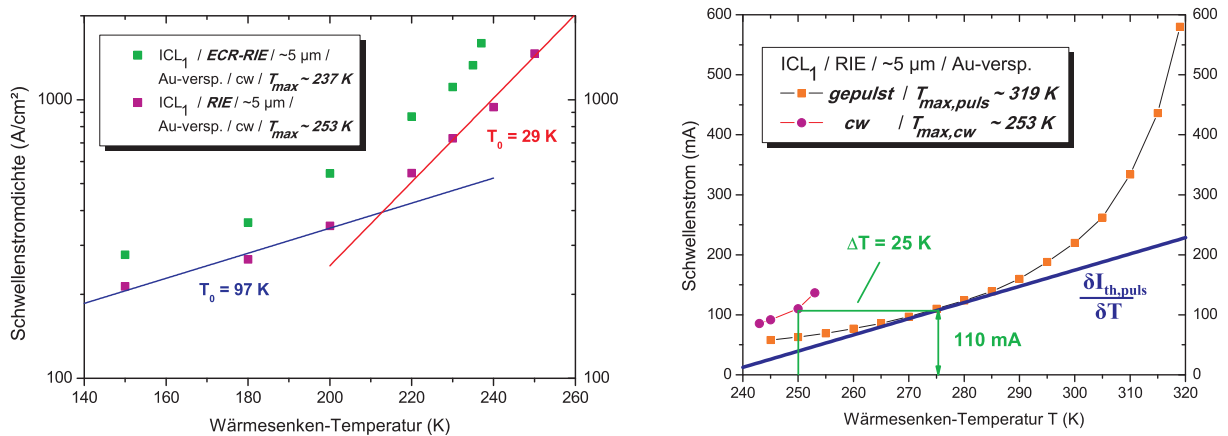 ICL1 / ECR-RIE / ~5 µm /
Au-versp. / cw / Tmax ~ 237 K
ICL1 / RIE / ~5 µm /
Au-versp. / cw / Tmax ~ 253 K
1000
100
1000
100
Schwellenstromdichte (A/cm²)
T0 = 29 K
T0 = 97 K
140 160 180 200 220 240 260
Wärmesenken-Temperatur (K)
600
500
400
300
200
100
0
Schwellenstrom (mA)
ICL1 / RIE / ~5 µm / Au-versp.
gepulst / Tmax,puls ~ 319 K
cw / Tmax,cw ~ 253 K
ΔT = 25 K
110 mA
δIth,puls
δT
600
500
400
300
200
100
0
240 250 260 270 280 290 300 310 320
Wärmesenken-Temperatur T (K)